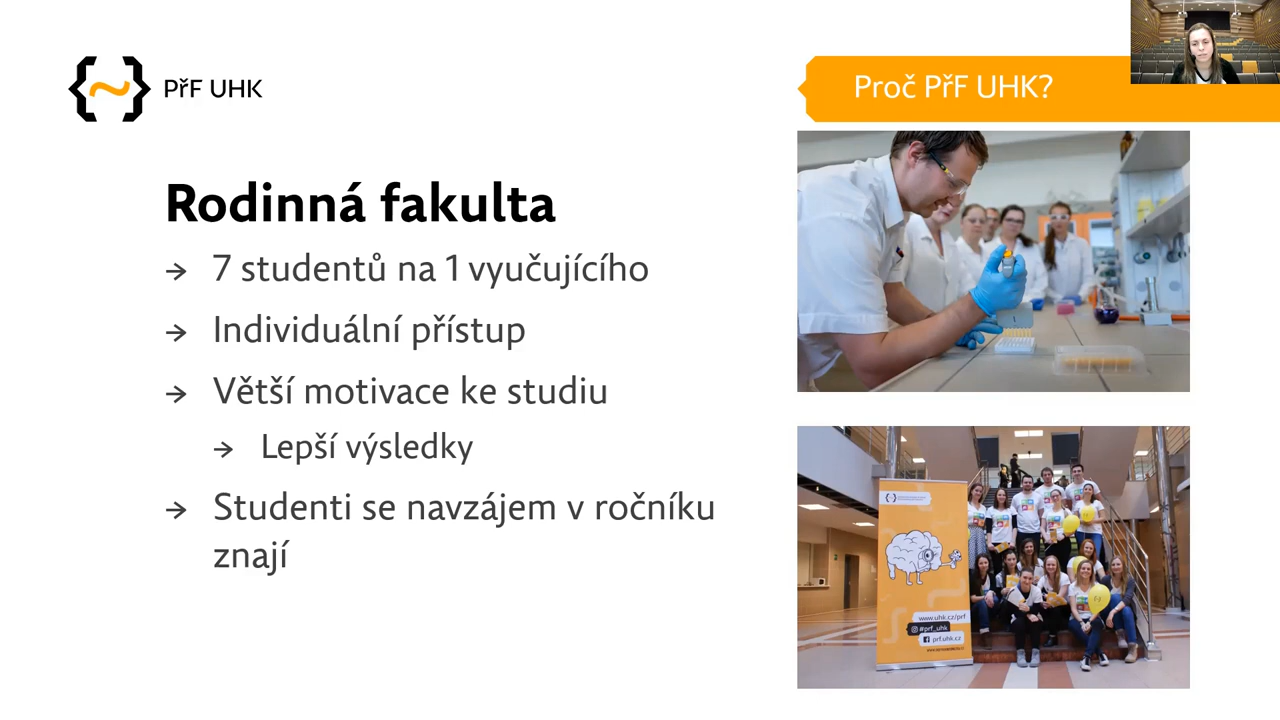 PřF UHK
Proč PřF UHK?
Rodinná fakulta
→ 7 studentů na 1 vyučujícího
→ Individuální přístup
→ Větší motivace ke studiu
→ Lepší výsledky
→ Studenti se navzájem v ročníku
znají
www.uhk.cz/prf
#prf_uhk
prf.uhk.cz